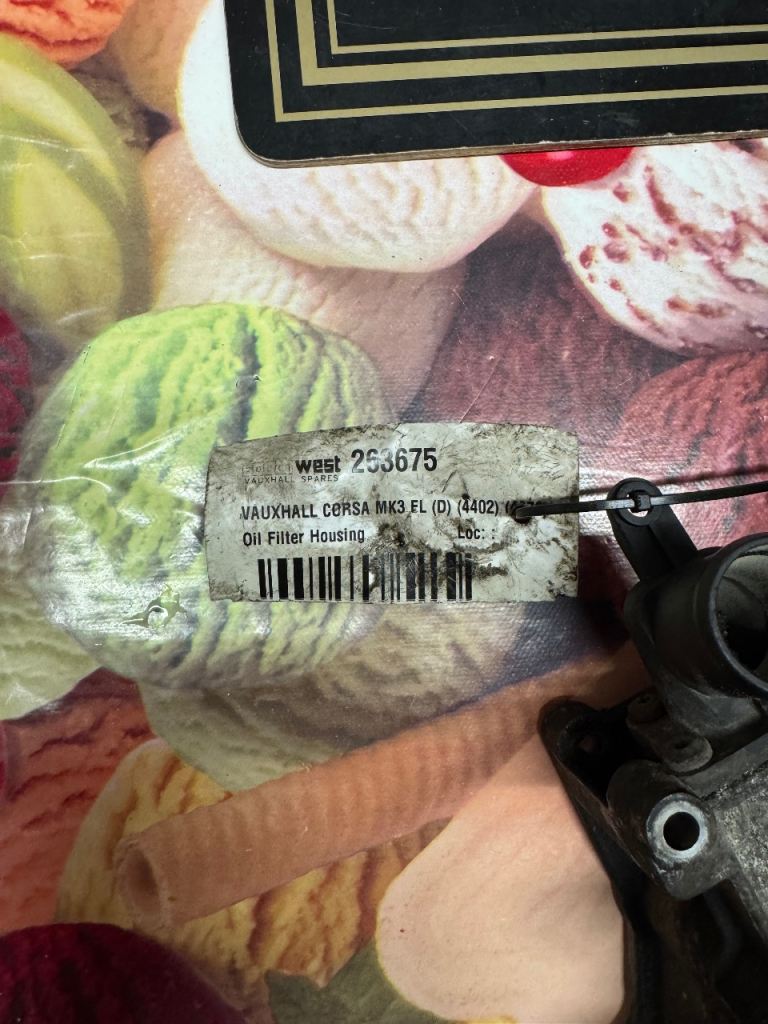 west 263675
VAUXHALL SPARES
VAUXHALL CORSA MK3 EL (D) (4402)
Oil Filter Housing Loc: :